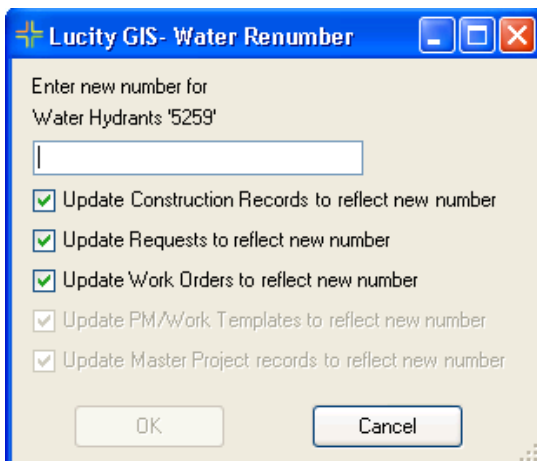 Lucity GIS- Water Renumber
Enter new number for
Water Hydrants '5259'
Update Construction Records to reflect new number
Update Requests to reflect new number
Update Work Orders to reflect new number
Update PM/Work Templates to reflect new number
Update Master Project records to reflect new number
OK Cancel